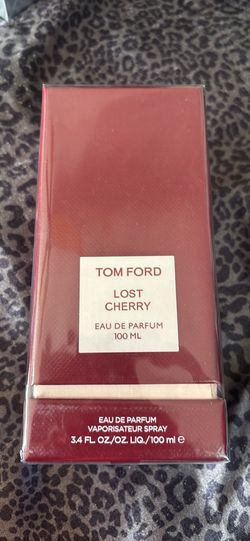 TOM FORD
LOST
CHERRY
EAU DE PARFUM
100 ML
EAU DE PARFUM
VAPORISATEUR SPRAY
3.4 FL. OZ./OZ. LIQ./100 ml ℮